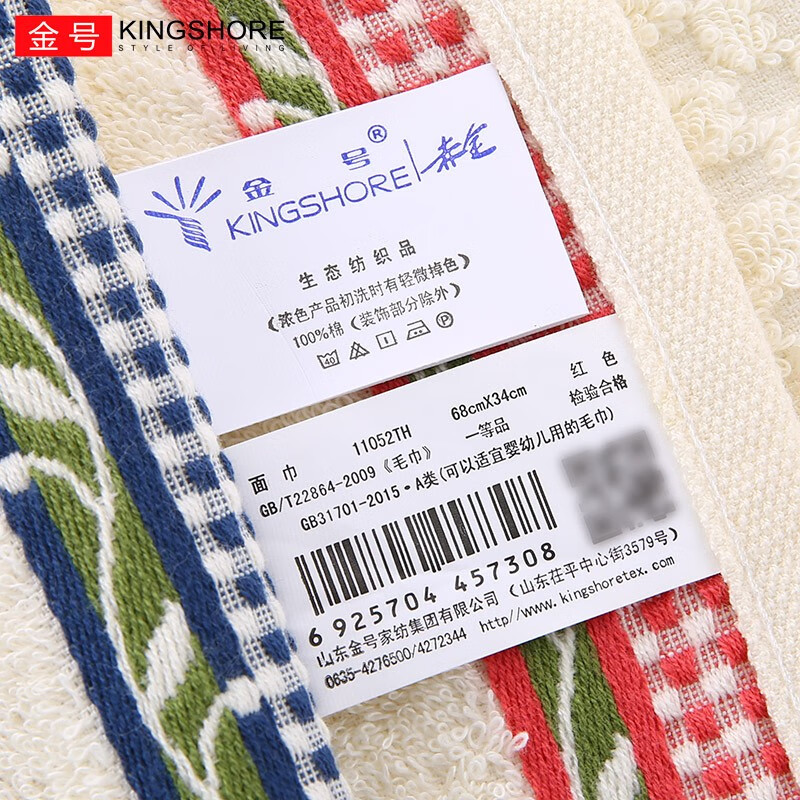 金号 KINGSHORE
STYLE OF LIVING
金号®
KINGSHORE
生态纺织品
《浓色产品初洗时有轻微掉色》
100%棉（装饰部分除外）
40 P
面巾 11052TH 68cmX34cm 红色
GB/T22864-2009《毛巾》 一等品 检验合格
GB31701-2015·A类(可以适宜婴幼儿用的毛巾)
6 925704 457308
山东金号家纺集团有限公司（山东茌平中心街3579号）
0635-4276500/4272344 http//www.kingshoretex.com